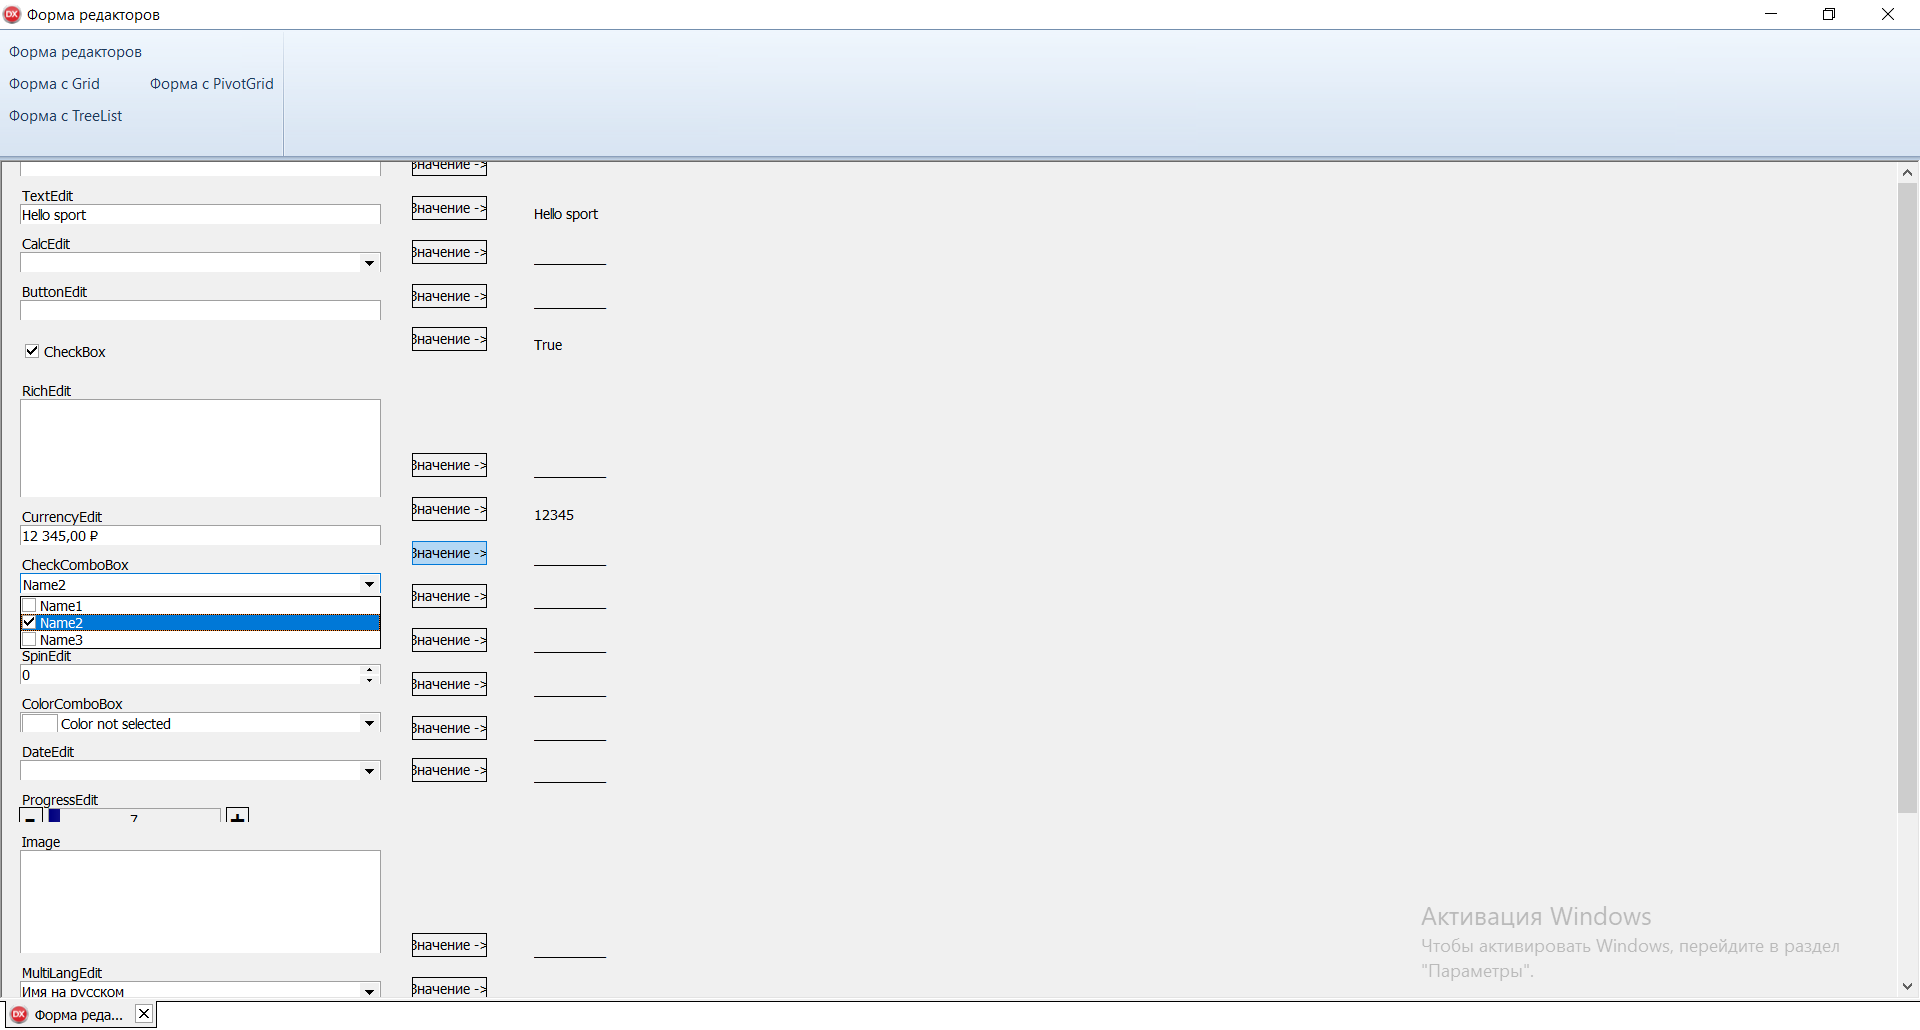 Форма редакторов
Форма редакторов
Форма с Grid Форма с PivotGrid
Форма с TreeList
Значение ->
TextEdit
Значение ->
Hello sport Hello sport
CalcEdit
Значение ->
ButtonEdit
Значение ->
Значение ->
True
CheckBox
RichEdit
Значение ->
CurrencyEdit
Значение ->
12345
12 345,00 ₽
Значение ->
CheckComboBox
Name2
Значение ->
Name1
Name2
Name3
Значение ->
SpinEdit
0
Значение ->
ColorComboBox
Color not selected
Значение ->
DateEdit
Значение ->
ProgressEdit
- 7 +
Image
Значение ->
MultiLangEdit
Имя на русском
Значение ->
Активация Windows
Чтобы активировать Windows, перейдите в раздел
"Параметры".
DX Форма реда...